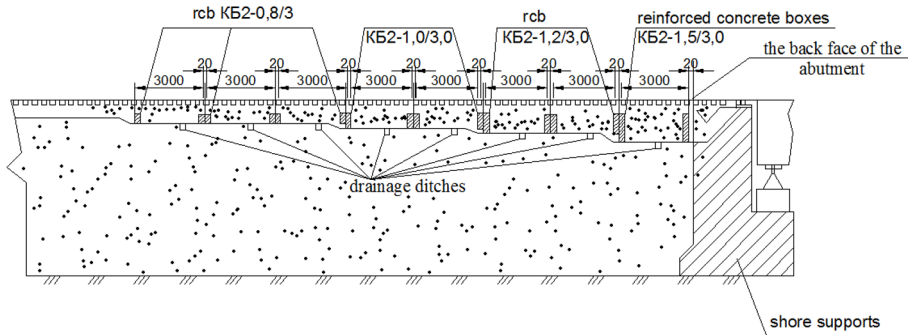 rcb КБ2-0,8/3
rcb
reinforced concrete boxes
КБ2-1,0/3,0
КБ2-1,2/3,0
КБ2-1,5/3,0
the back face of the
abutment
20 20 20 20 20 20 20 20
3000 3000 3000 3000 3000 3000 3000 3000
drainage ditches
shore supports